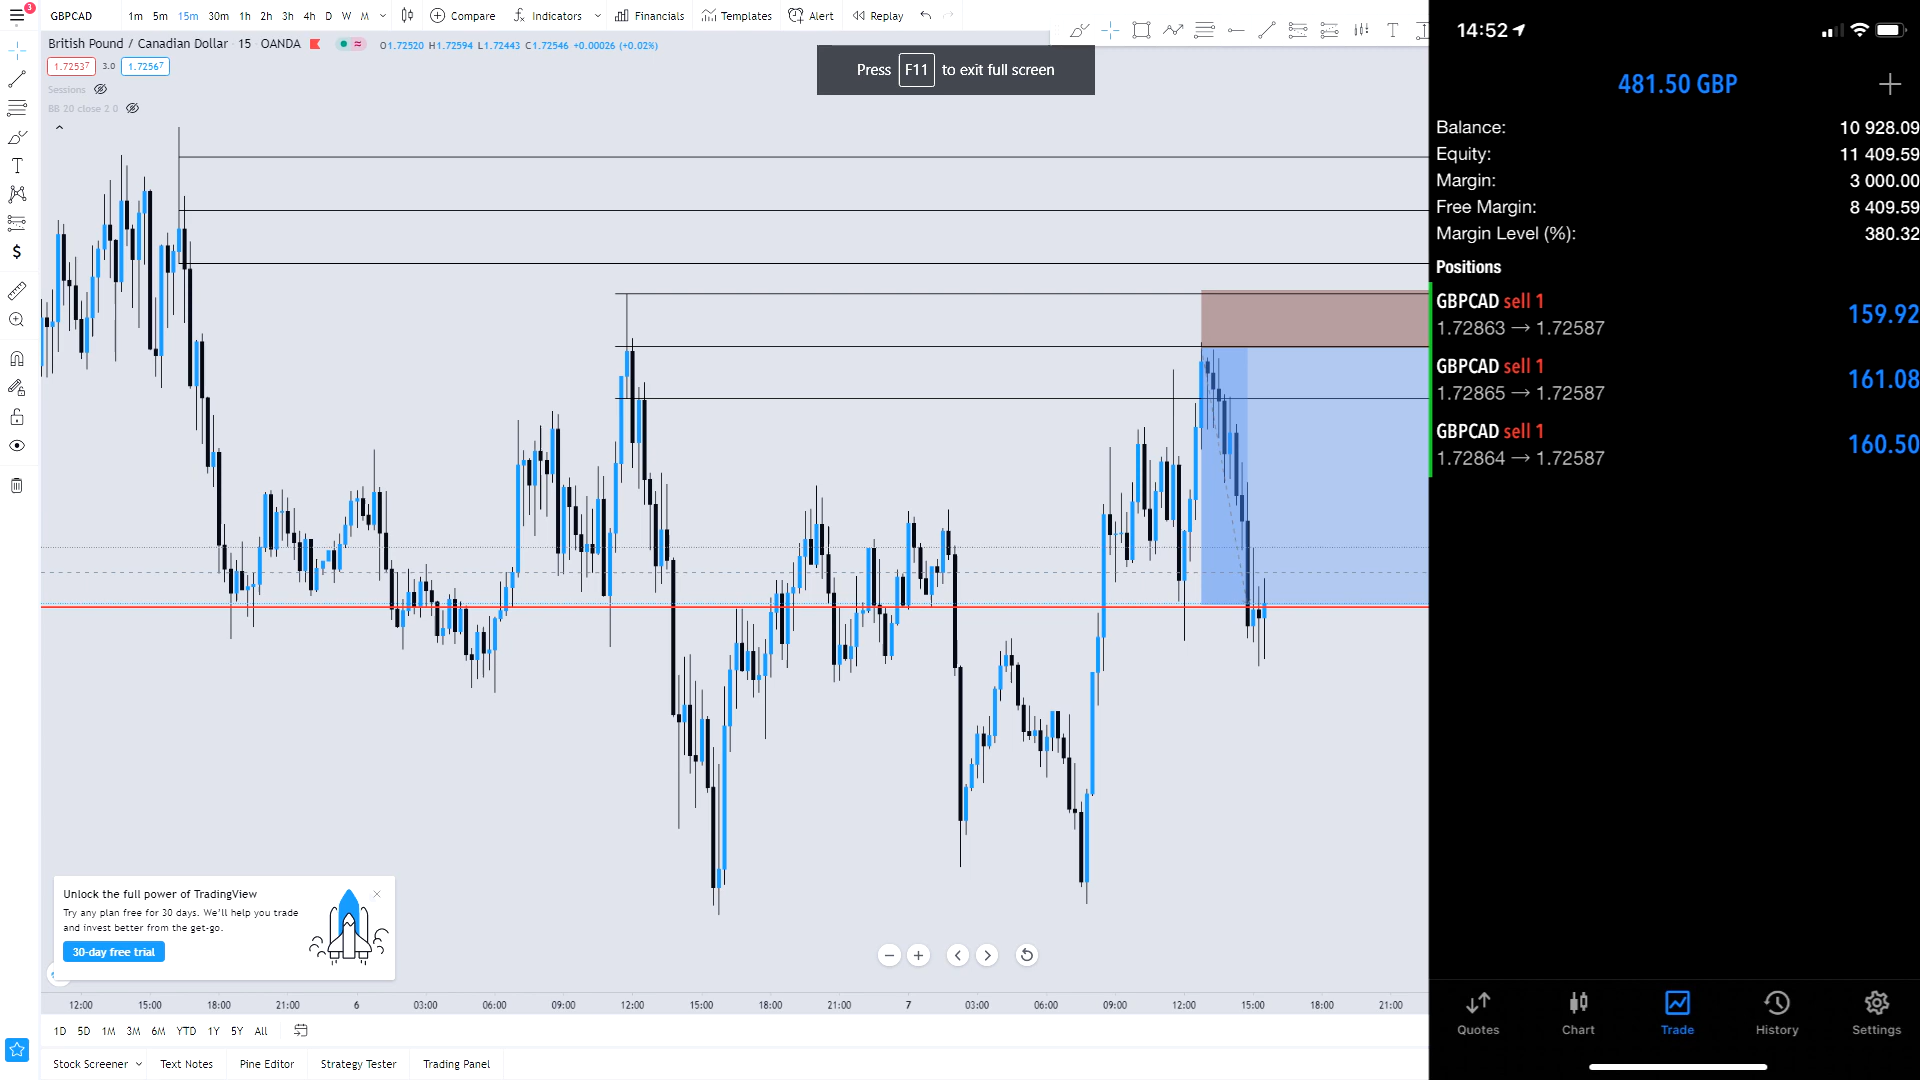 3
GBPCAD 1m 5m 15m 30m 1h 2h 3h 4h D W M Compare Indicators Financials Templates Alert Replay
British Pound / Canadian Dollar 15 OANDA O1.72520 H1.72594 L1.72443 C1.72546 +0.00026 (+0.02%)
1.72537 3.0 1.72567
Sessions
BB 20 close 2 0
Press F11 to exit full screen
Unlock the full power of TradingView
Try any plan free for 30 days. We'll help you trade
and invest better from the get-go.
30-day free trial
12:00 15:00 18:00 21:00 6 03:00 06:00 09:00 12:00 15:00 18:00 21:00 7 03:00 06:00 09:00 12:00 15:00 18:00 21:00
1D 5D 1M 3M 6M YTD 1Y 5Y All
Stock Screener Text Notes Pine Editor Strategy Tester Trading Panel
14:52
481.50 GBP
Balance: 10 928.09
Equity: 11 409.59
Margin: 3 000.00
Free Margin: 8 409.59
Margin Level (%): 380.32
Positions
GBPCAD sell 1
1.72863 → 1.72587 159.92
GBPCAD sell 1
1.72865 → 1.72587 161.08
GBPCAD sell 1
1.72864 → 1.72587 160.50
Quotes Chart Trade History Settings